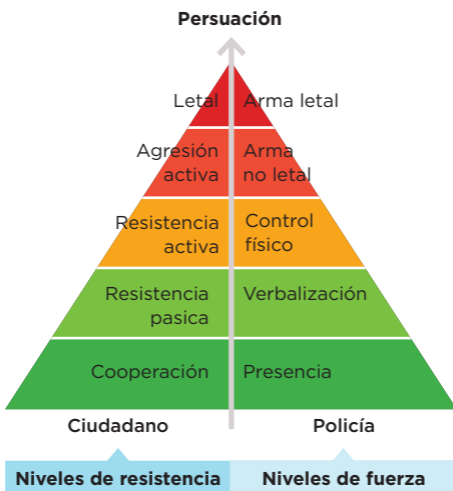 Persuación
Letal Arma letal
Agresión Arma
activa no letal
Resistencia Control
activa físico
Resistencia Verbalización
pasica
Cooperación Presencia
Ciudadano Policía
Niveles de resistencia Niveles de fuerza